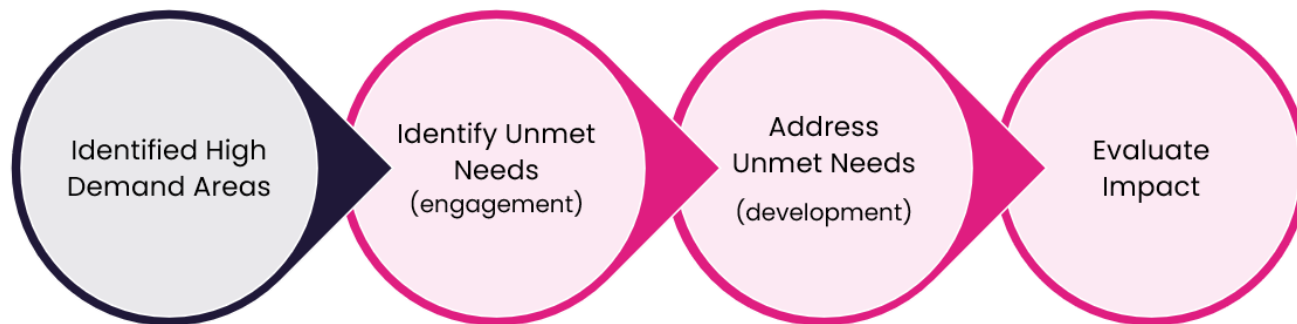 Identified High
Demand Areas
Identify Unmet
Needs
(engagement)
Address
Unmet Needs
(development)
Evaluate
Impact